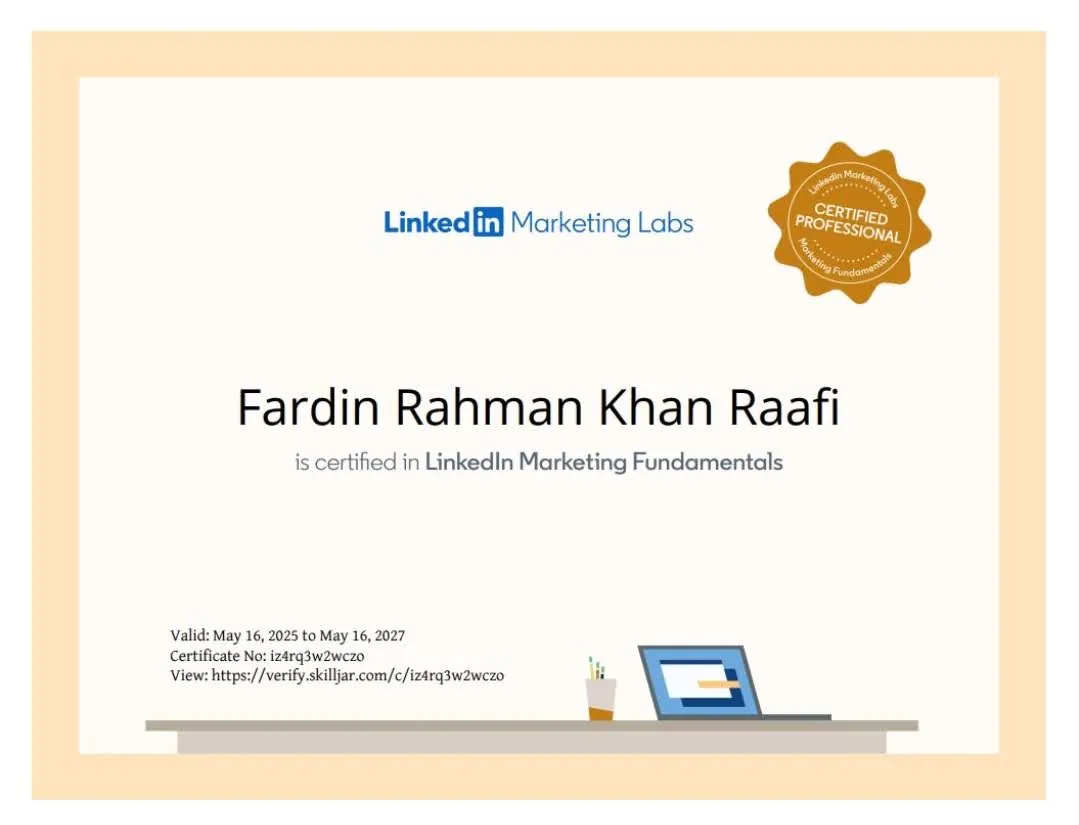 LinkedIn Marketing Labs
LinkedIn Marketing Labs
CERTIFIED
PROFESSIONAL
Marketing Fundamentals
Fardin Rahman Khan Raafi
is certified in LinkedIn Marketing Fundamentals
Valid: May 16, 2025 to May 16, 2027
Certificate No: iz4rq3w2wczo
View: https://verify.skilljar.com/c/iz4rq3w2wczo